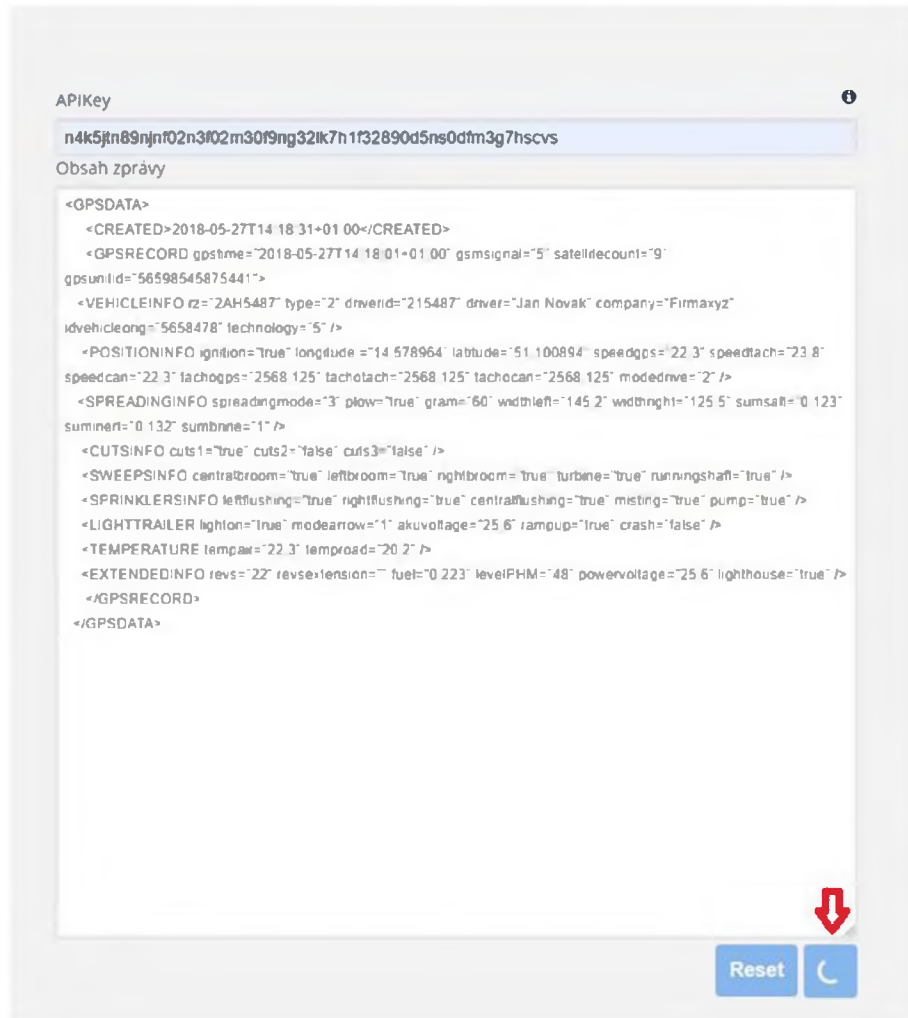 APIKey
n4k5jtn89njnf02n3f02m30f9ng32lk7h1f32890d5ns0dfm3g7hscvs
Obsah zprávy
<GPSDATA>
<CREATED>2018-05-27T14 18 31+01 00</CREATED>
<GPSRECORD gpstime="2018-05-27T14 18 01+01 00" gsmsignal="5" satelitecount="9"
gpsunitid="56598545875441">
<VEHICLEINFO rz="2AH5487" type="2" driverid="215487" driver="Jan Novak" company="Firmaxyz"
idvehicleorig="5658478" technology="5" />
<POSITIONINFO ignition="true" longitude ="14 578964" latitude="51 100894" speedgps="22 3" speedtach="23 8"
speedcan="22 3" tachogps="2568 125" tachotach="2568 125" tachocan="2568 125" modedrive="2" />
<SPREADINGINFO spreadingmode="3" plow="true" gram="60" widthleft="145 2" widthright="125 5" sumsalt="0 123"
suminert="0 132" sumbrine="1" />
<CUTSINFO cuts1="true" cuts2="false" cuts3="false" />
<SWEEPSINFO centralbroom="true" leftbroom="true" rightbroom="true" turbine="true" runningshaft="true" />
<SPRINKLERSINFO leftflushing="true" rightflushing="true" centralflushing="true" misting="true" pump="true" />
<LIGHTTRAILER lighton="true" modearrow="1" akuvoltage="25 6" rampup="true" crash="false" />
<TEMPERATURE tempair="22 3" temproad="20 2" />
<EXTENDEDINFO revs="22" revsextension="" fuel="0 223" levelPHM="48" powervoltage="25 6" lighthouse="true" />
</GPSRECORD>
</GPSDATA>
Reset